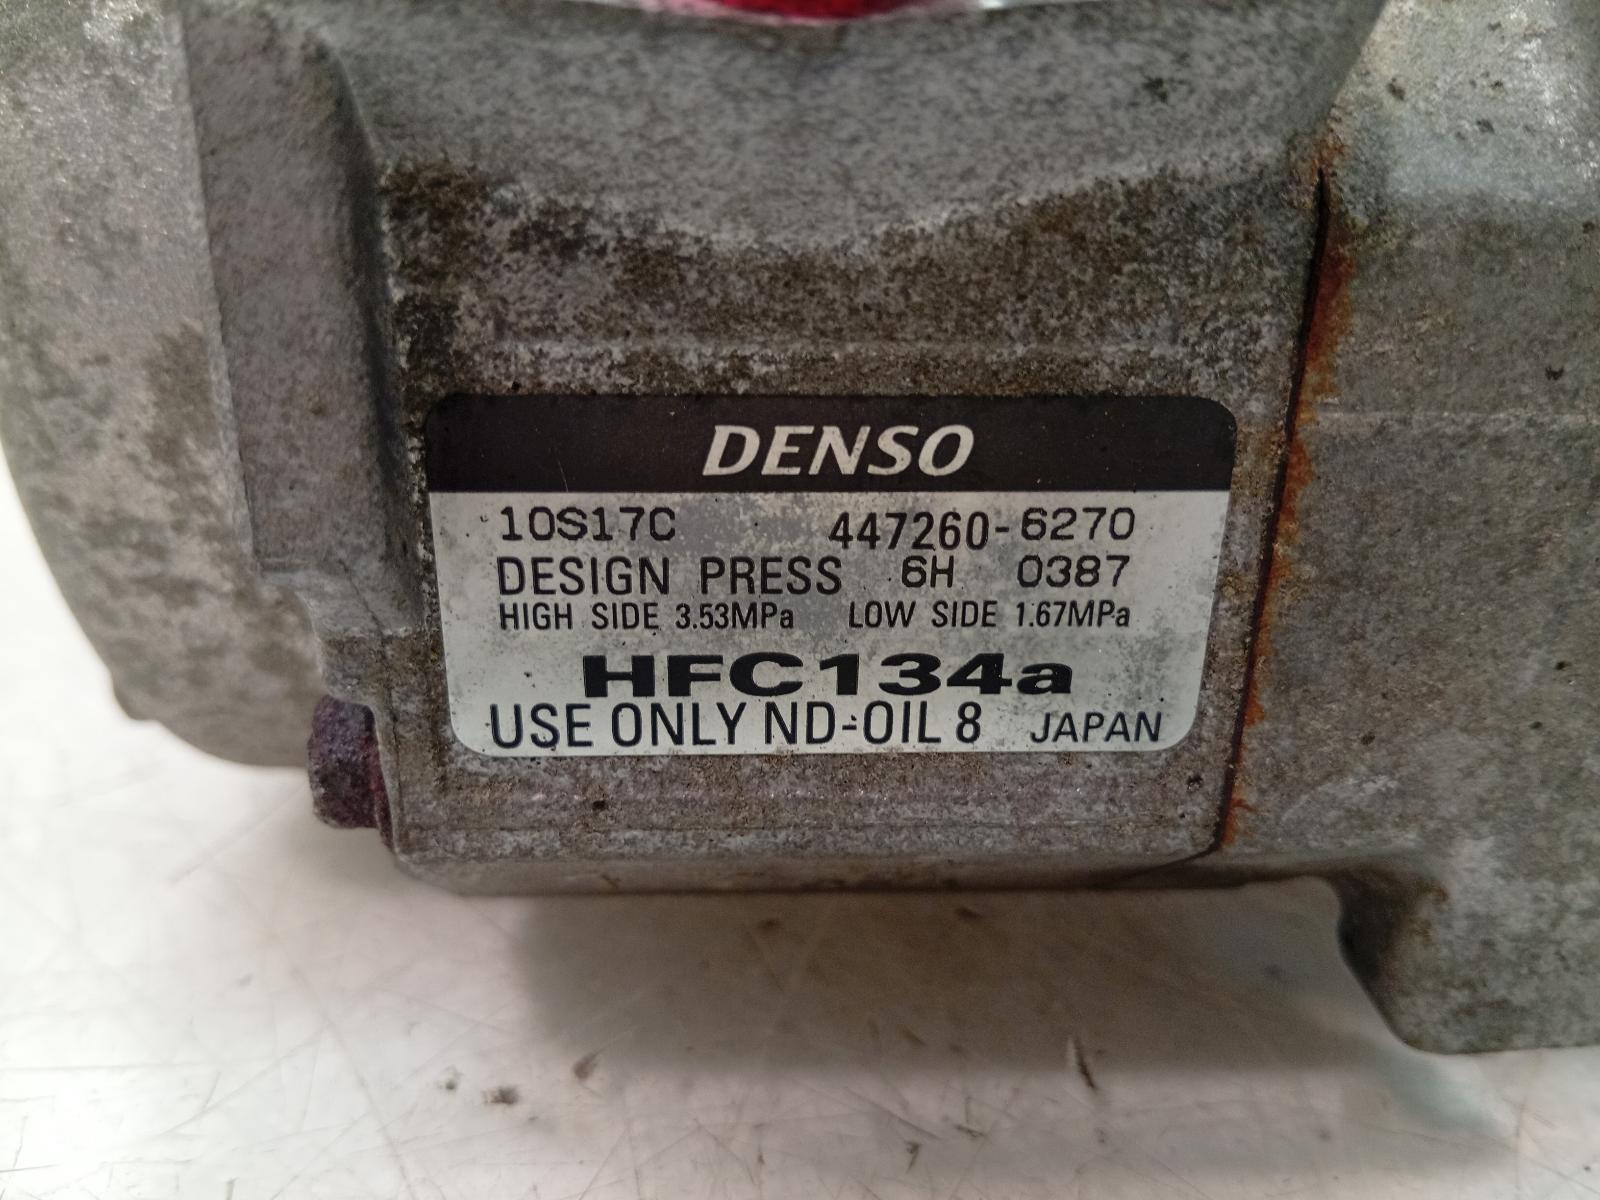 DENSO
10S17C 447260-6270
DESIGN PRESS 6H 0387
HIGH SIDE 3.53MPa LOW SIDE 1.67MPa
HFC134a
USE ONLY ND-OIL 8 JAPAN